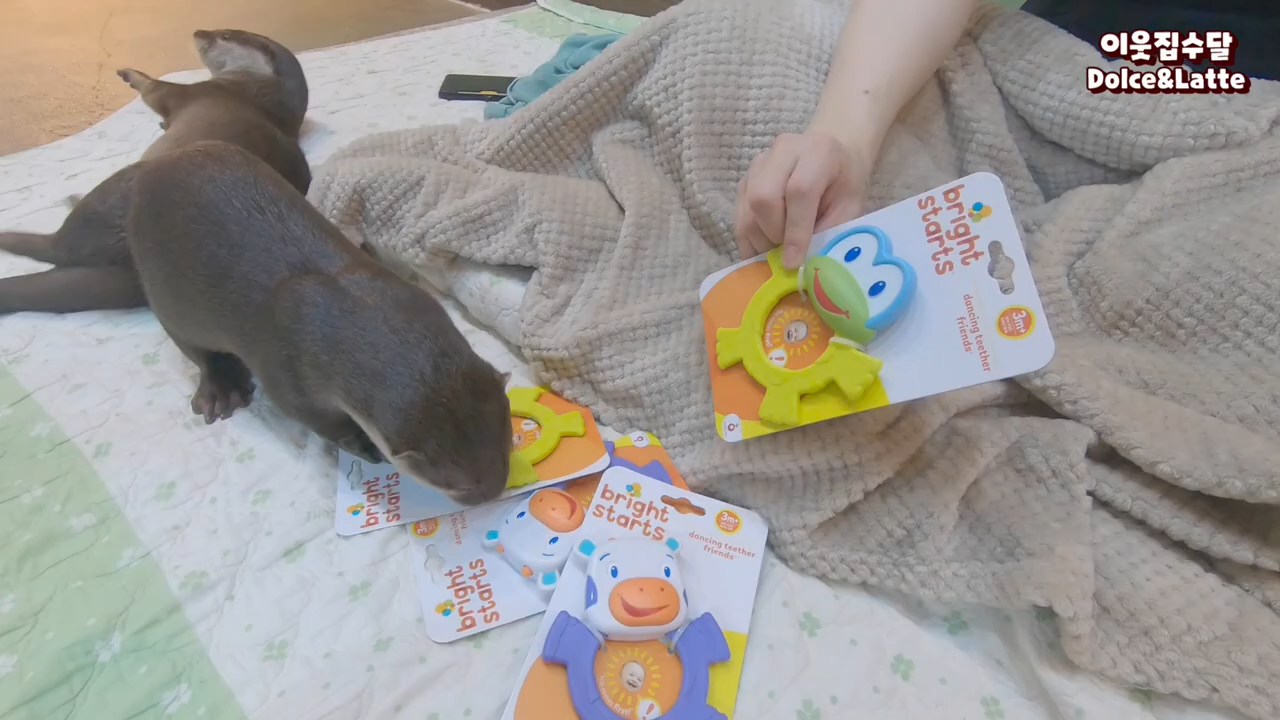 이웃집수달
Dolce&Latte
bright
starts
3m+
dancing teether
friends
bright
starts
3m+
dancing teether
friends
bright
starts
bright
starts